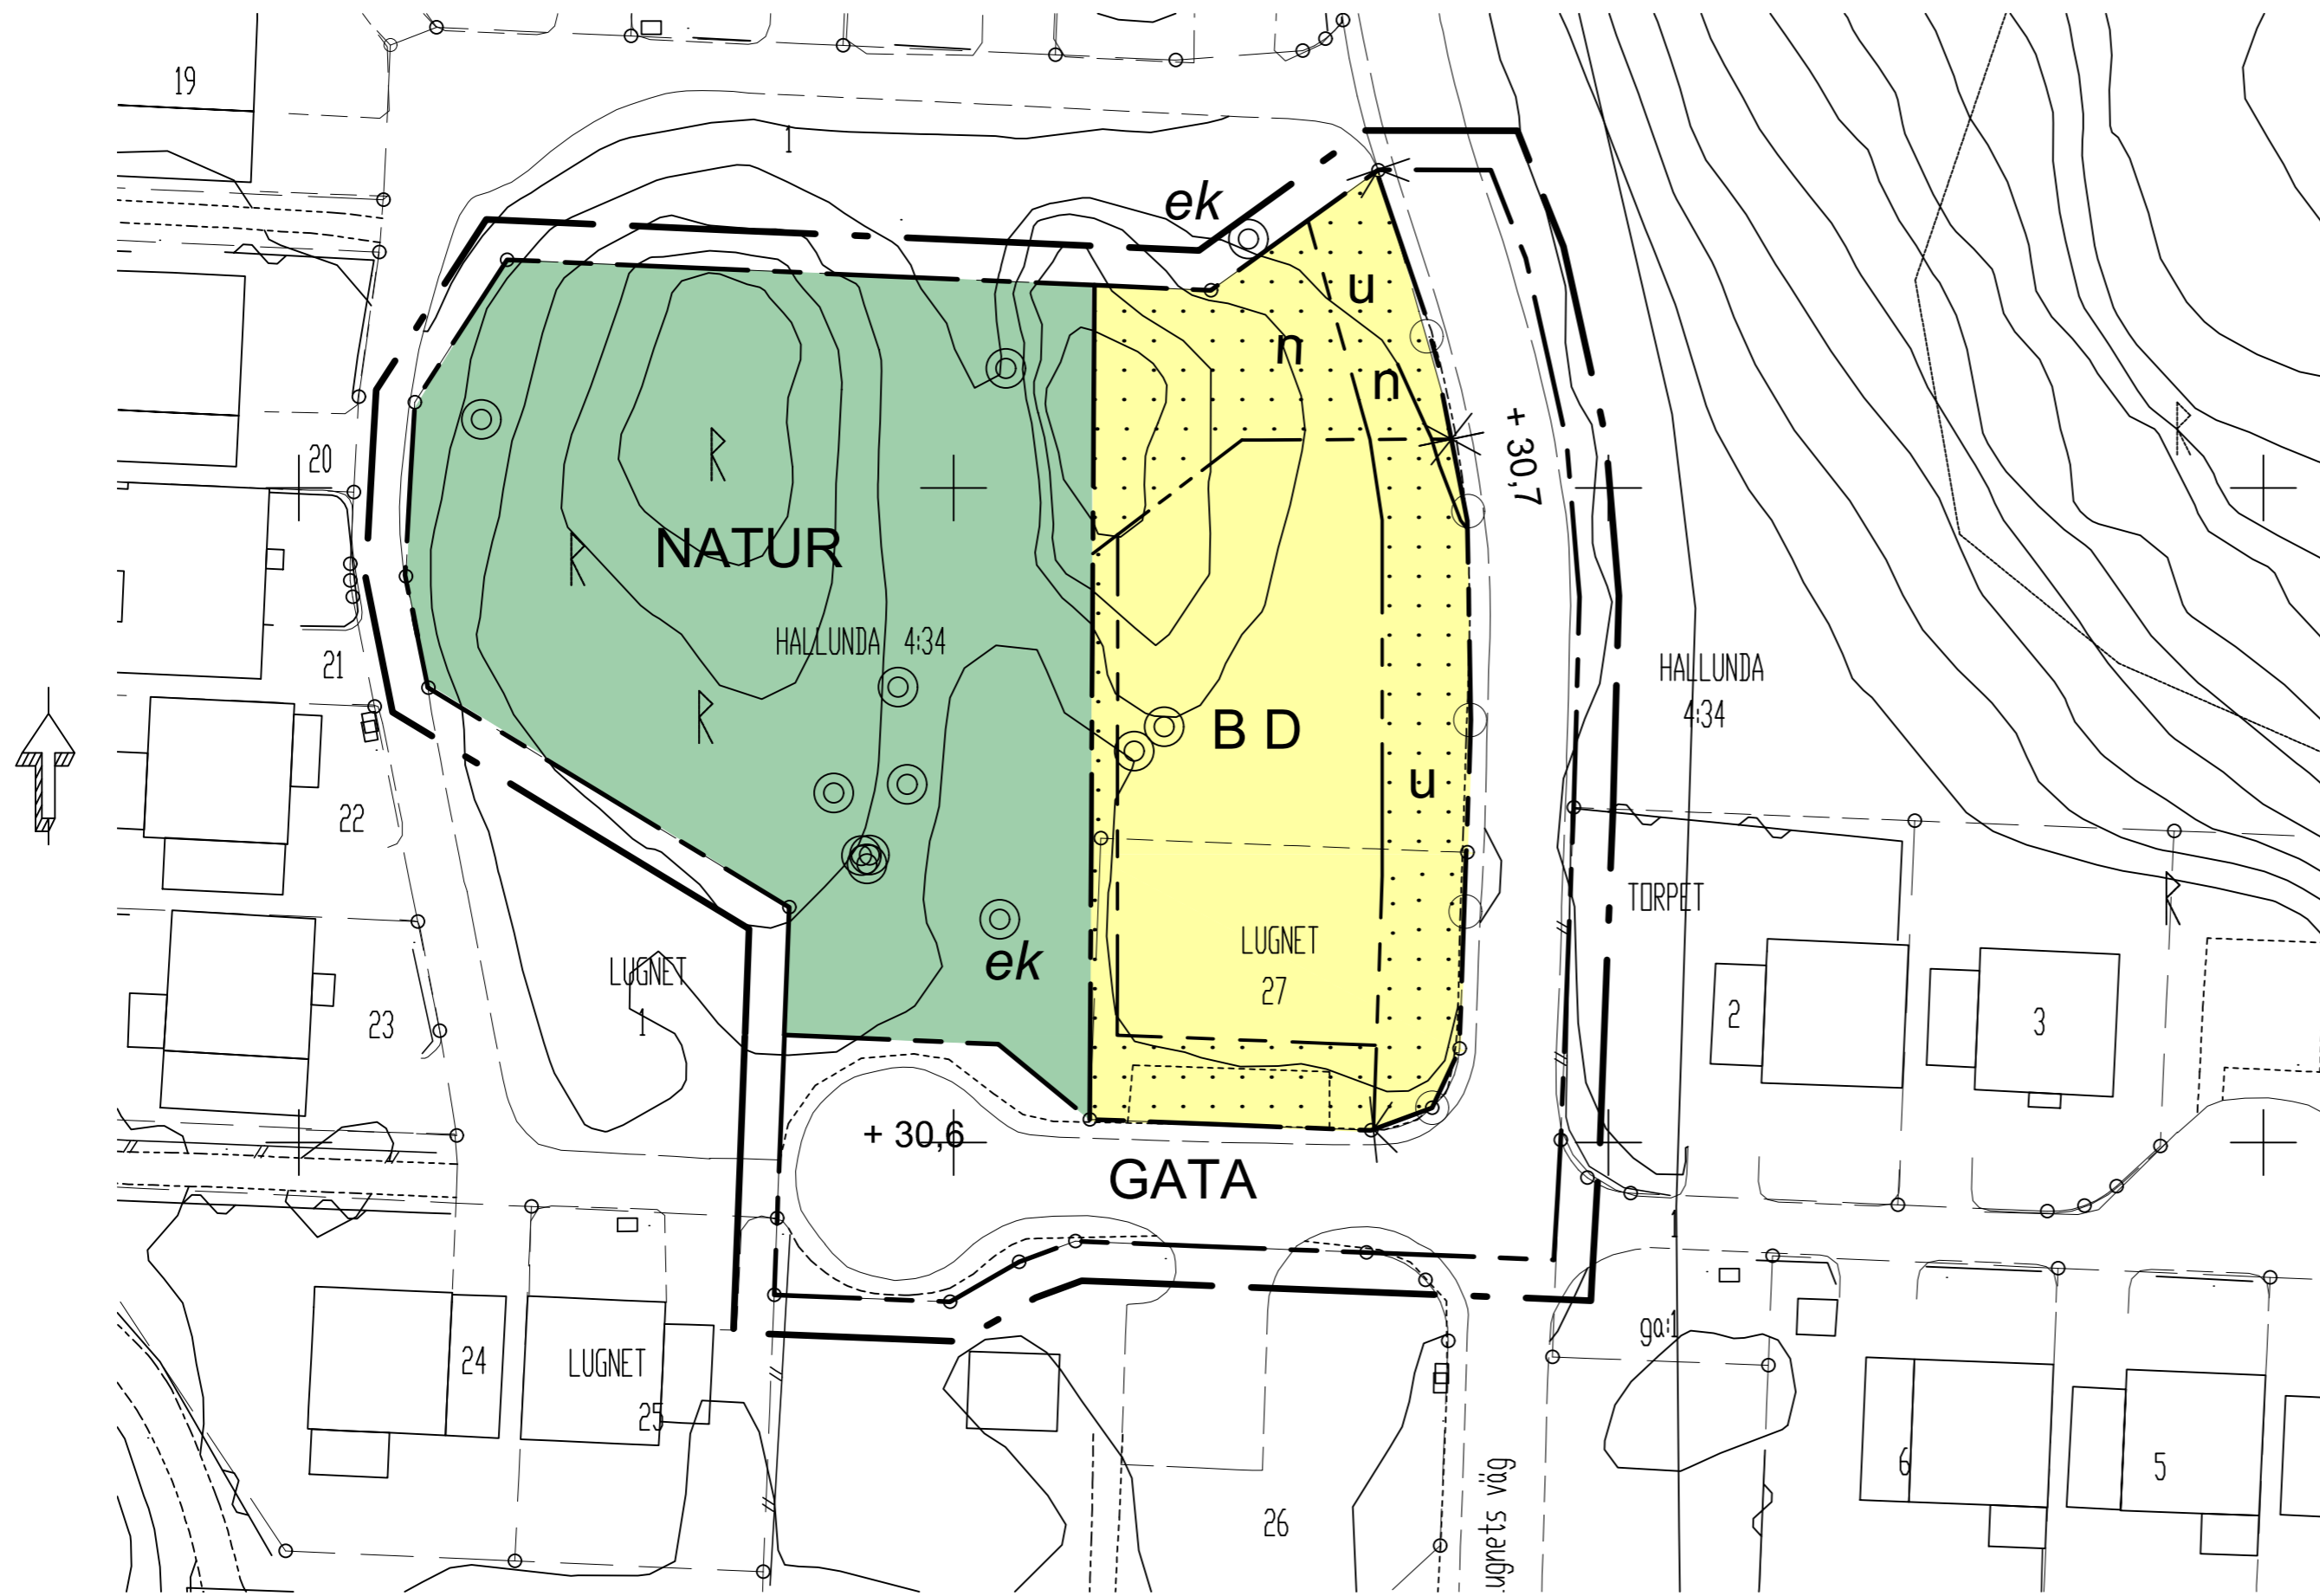 19
1
ek
u
n
n
+ 30,7
20
NATUR
HALLUNDA 4:34
21
HALLUNDA
4:34
B D
u
22
TORPET
LUGNET
27
ek
LUGNET
1
23
2
3
+ 30,6
GATA
1
ga:1
24
LUGNET
25
6
5
26
ugnets väg